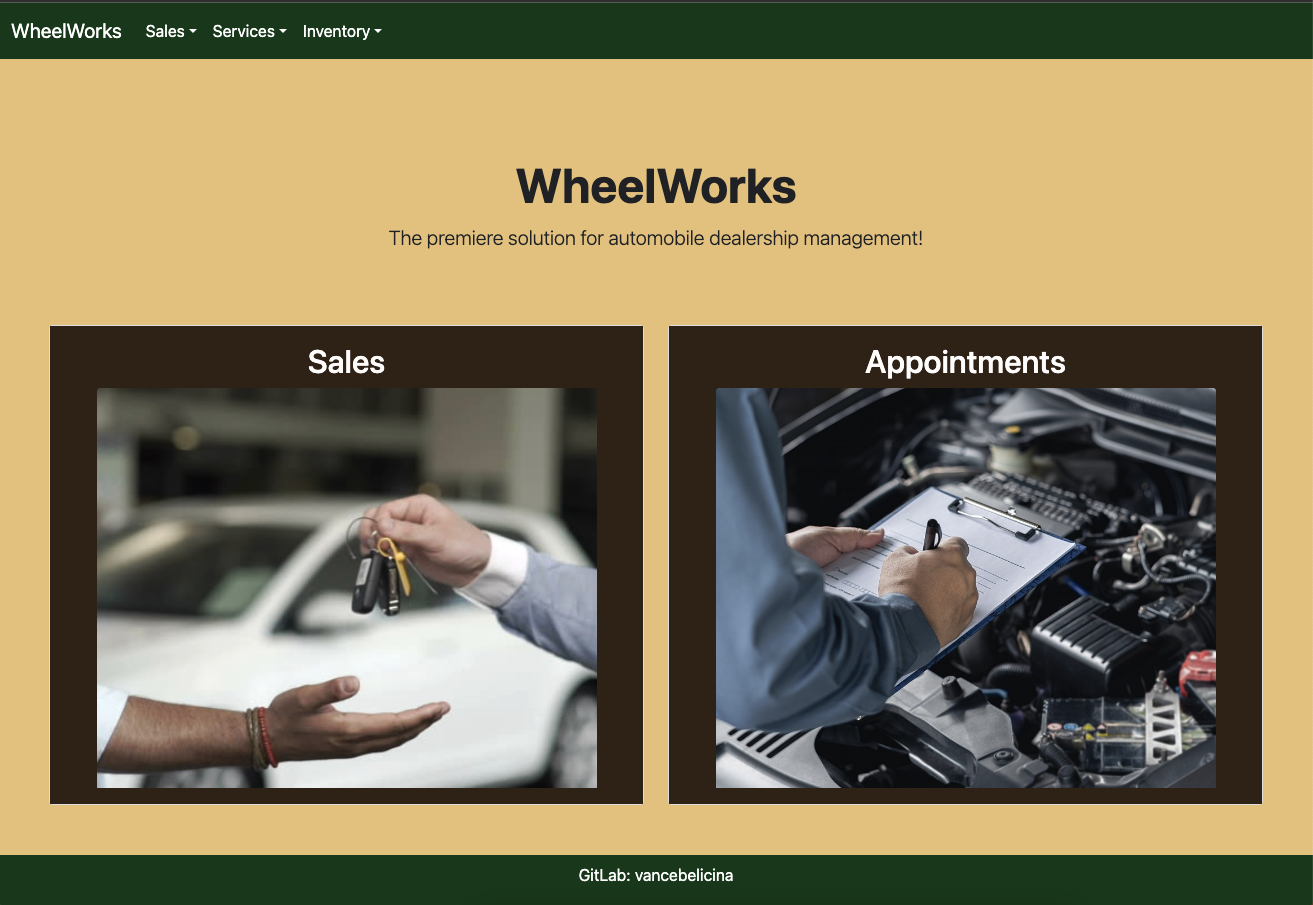 WheelWorks Sales Services Inventory
WheelWorks
The premiere solution for automobile dealership management!
Sales
Appointments
GitLab: vancebelicina